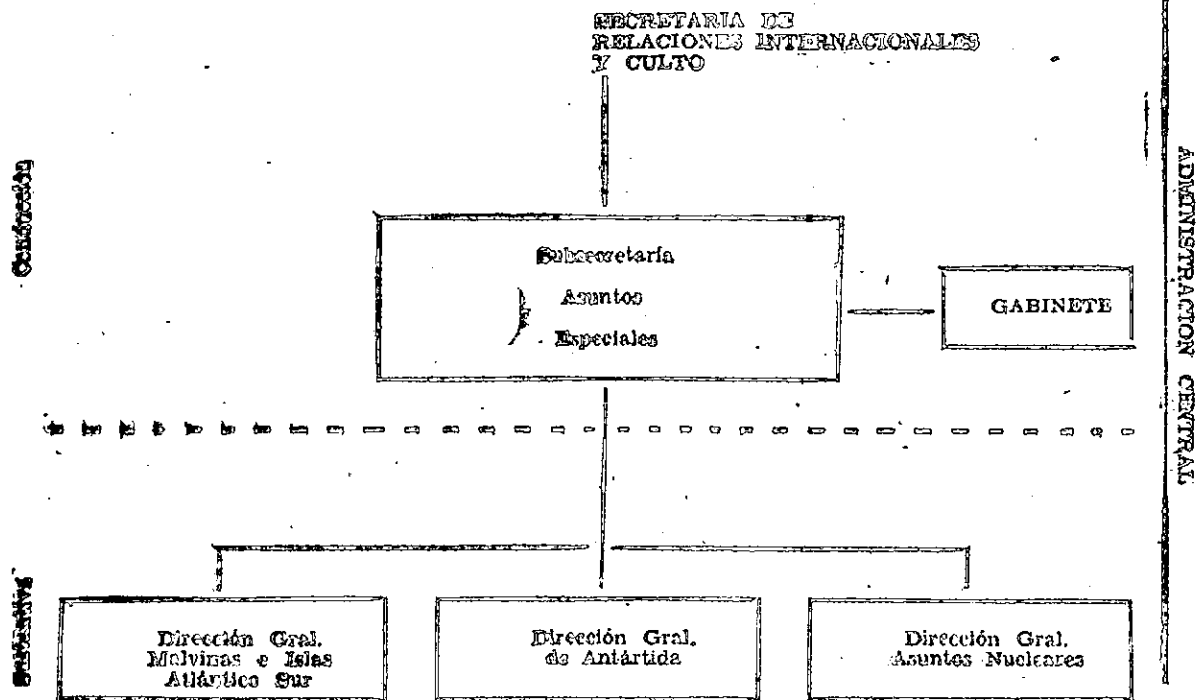 SECRETARIA DE
RELACIONES INTERNACIONALES
Y CULTO
Conducción
Subsecretaría
Asuntos
Especiales
GABINETE
ADMINISTRACION CENTRAL
Dirección Gral.
Malvinas e Islas
Atlántico Sur
Dirección Gral.
de Antártida
Dirección Gral.
Asuntos Nucleares